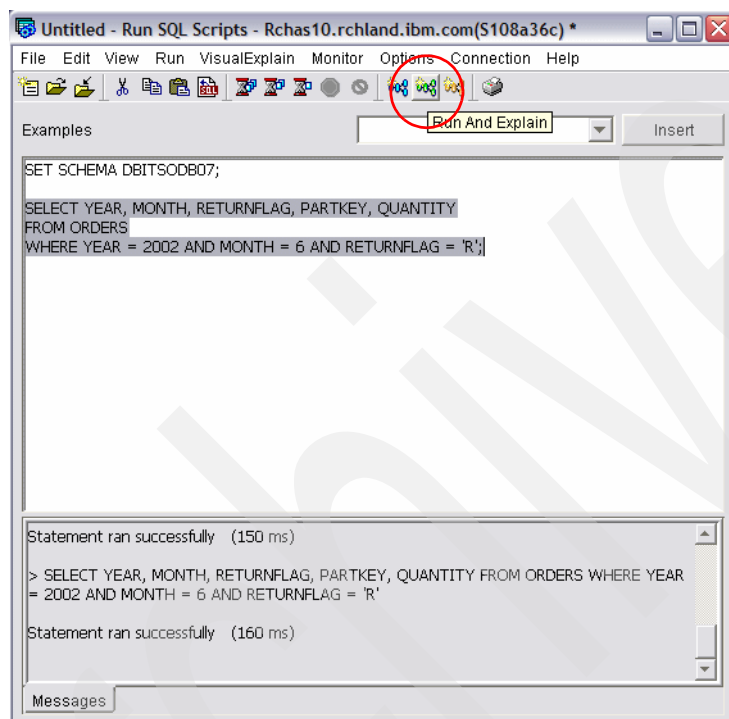 Untitled - Run SQL Scripts - Rchas10.rchland.ibm.com(S108a36c) *
File Edit View Run VisualExplain Monitor Options Connection Help
Run And Explain
Examples Insert
SET SCHEMA DBITSODB07;
SELECT YEAR, MONTH, RETURNFLAG, PARTKEY, QUANTITY
FROM ORDERS
WHERE YEAR = 2002 AND MONTH = 6 AND RETURNFLAG = 'R';
Statement ran successfully (150 ms)
> SELECT YEAR, MONTH, RETURNFLAG, PARTKEY, QUANTITY FROM ORDERS WHERE YEAR
= 2002 AND MONTH = 6 AND RETURNFLAG = 'R'
Statement ran successfully (160 ms)
Messages